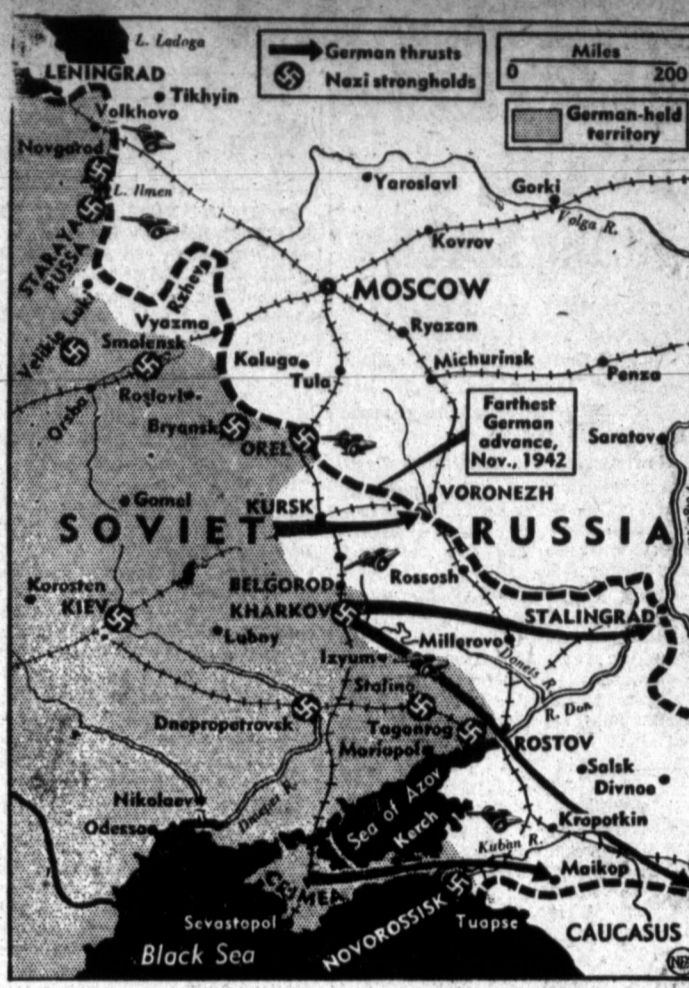 L. Ladoga
German thrusts
Nazi strongholds
Miles
0 200
German-held
territory
LENINGRAD
Tikhyin
Volkhovo
Novgorod
L. Ilmen
STARAYA
RUSSA
Yaroslavl
Gorki
Volga R.
Kovrov
Rzhev
MOSCOW
Velikie Luki
Vyazma
Smolensk
Ryazan
Kaluga
Tula
Michurinsk
Penza
Orsha
Roslavl
Bryansk
OREL
Farthest
German
advance,
Nov., 1942
Saratov
Gomel
KURSK
VORONEZH
SOVIET RUSSIA
Korosten
KIEV
BELGOROD
KHARKOV
Rossosh
STALINGRAD
Lubny
Millerovo
Izyum
Donets R.
Stalino
R. Don
Dnepropetrovsk
Taganrog
Mariopol
ROSTOV
Salsk
Divnoe
Nikolaev
Dnieper R.
Odessa
Sea of Azov
Kerch
Kropotkin
Kuban R.
Maikop
CRIMEA
Sevastopol
NOVOROSSISK
Tuapse
Black Sea
CAUCASUS